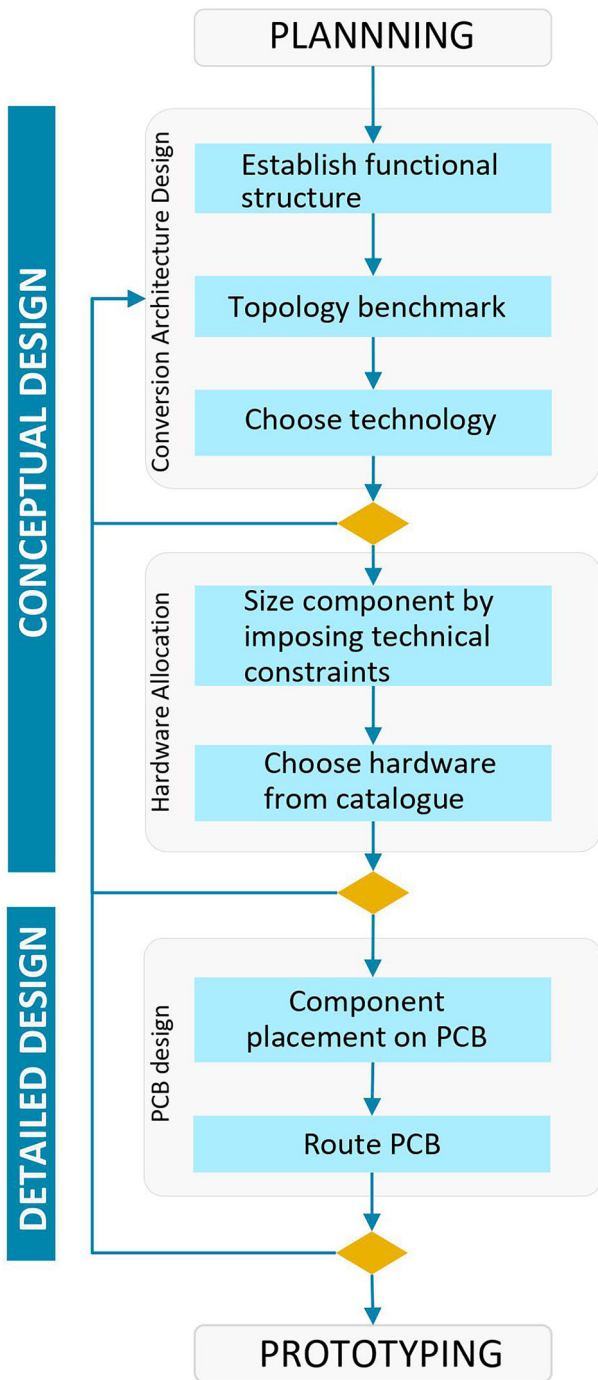 PLANNNING
CONCEPTUAL DESIGN
Conversion Architecture Design
Establish functional
structure
Topology benchmark
Choose technology
Hardware Allocation
Size component by
imposing technical
constraints
Choose hardware
from catalogue
DETAILED DESIGN
PCB design
Component
placement on PCB
Route PCB
PROTOTYPING